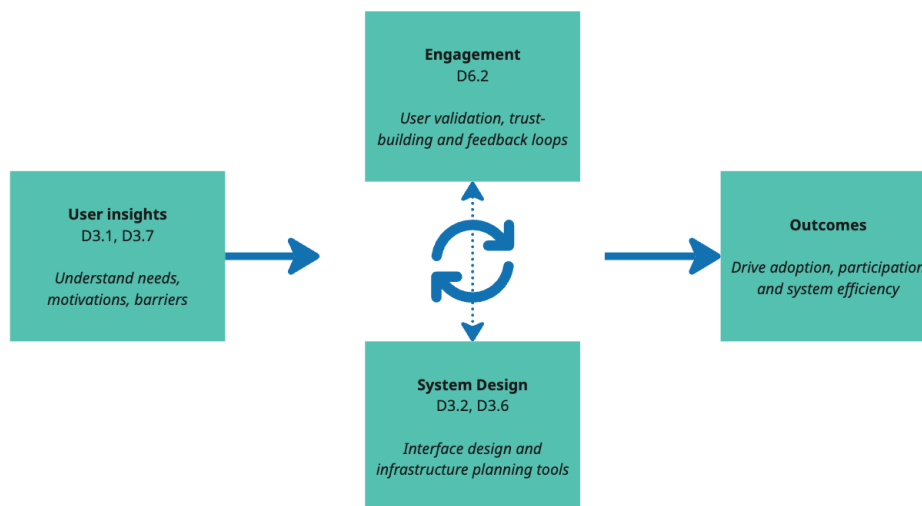 Engagement
D6.2
User validation, trust-
building and feedback loops
User insights
D3.1, D3.7
Understand needs,
motivations, barriers
Outcomes
Drive adoption, participation
and system efficiency
System Design
D3.2, D3.6
Interface design and
infrastructure planning tools